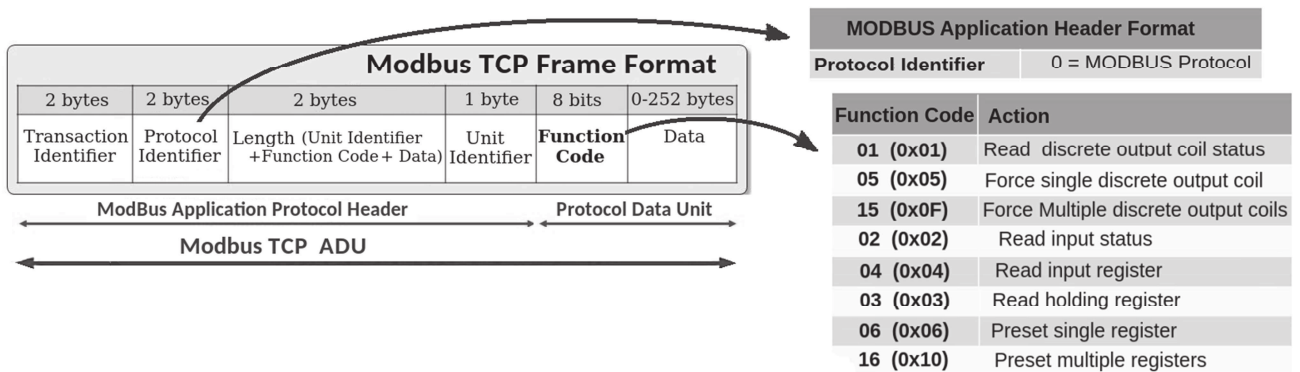 Modbus TCP Frame Format
2 bytes 2 bytes 2 bytes 1 byte 8 bits 0-252 bytes
Transaction Identifier
Protocol Identifier
Length (Unit Identifier
+Function Code+ Data)
Unit Identifier
Function Code
Data
ModBus Application Protocol Header
Protocol Data Unit
Modbus TCP ADU
MODBUS Application Header Format
Protocol Identifier 0 = MODBUS Protocol
Function Code Action
01 (0x01) Read discrete output coil status
05 (0x05) Force single discrete output coil
15 (0x0F) Force Multiple discrete output coils
02 (0x02) Read input status
04 (0x04) Read input register
03 (0x03) Read holding register
06 (0x06) Preset single register
16 (0x10) Preset multiple registers